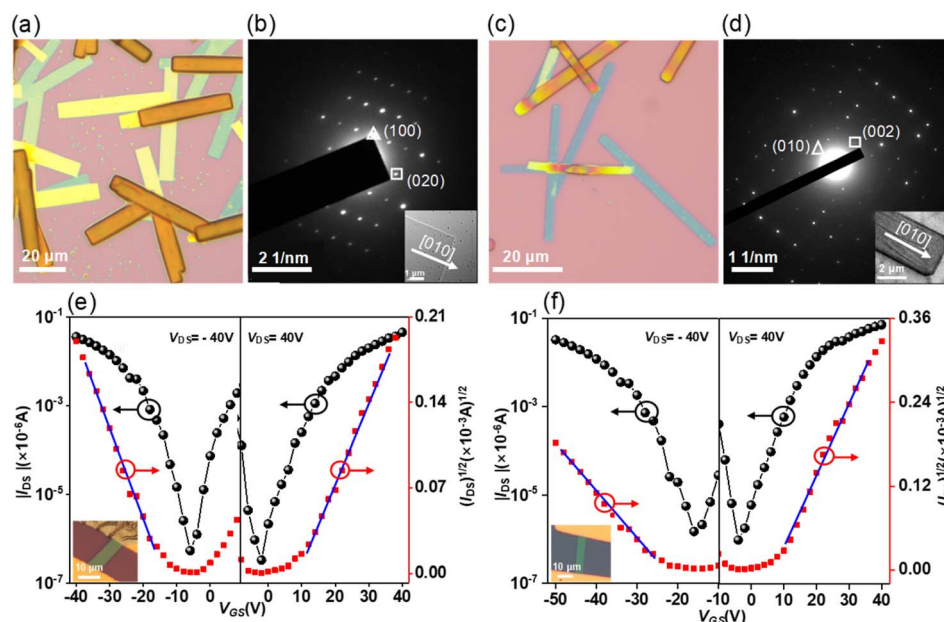 (a)
(b)
(c)
(d)
(100)
(020)
[010]
1 µm
20 µm
2 1/nm
(010)
(002)
[010]
2 µm
20 µm
1 1/nm
(e)
10⁻¹
10⁻³
10⁻⁵
10⁻⁷
|I_DS|(×10⁻⁶A)
V_DS= - 40V
V_DS= 40V
0.21
0.14
0.07
0.00
(I_DS)^1/2(×10⁻³A)^1/2
10 µm
-40 -20 0 0 20 40
V_GS(V)
(f)
10⁻¹
10⁻³
10⁻⁵
10⁻⁷
|I_DS|(×10⁻⁶A)
V_DS= - 40V
V_DS= 40V
0.36
0.24
0.12
0.00
10⁻³A)^1/2
10 µm
-50 -40 -30 -20 -10 0 10 20 30 40
V_GS(V)